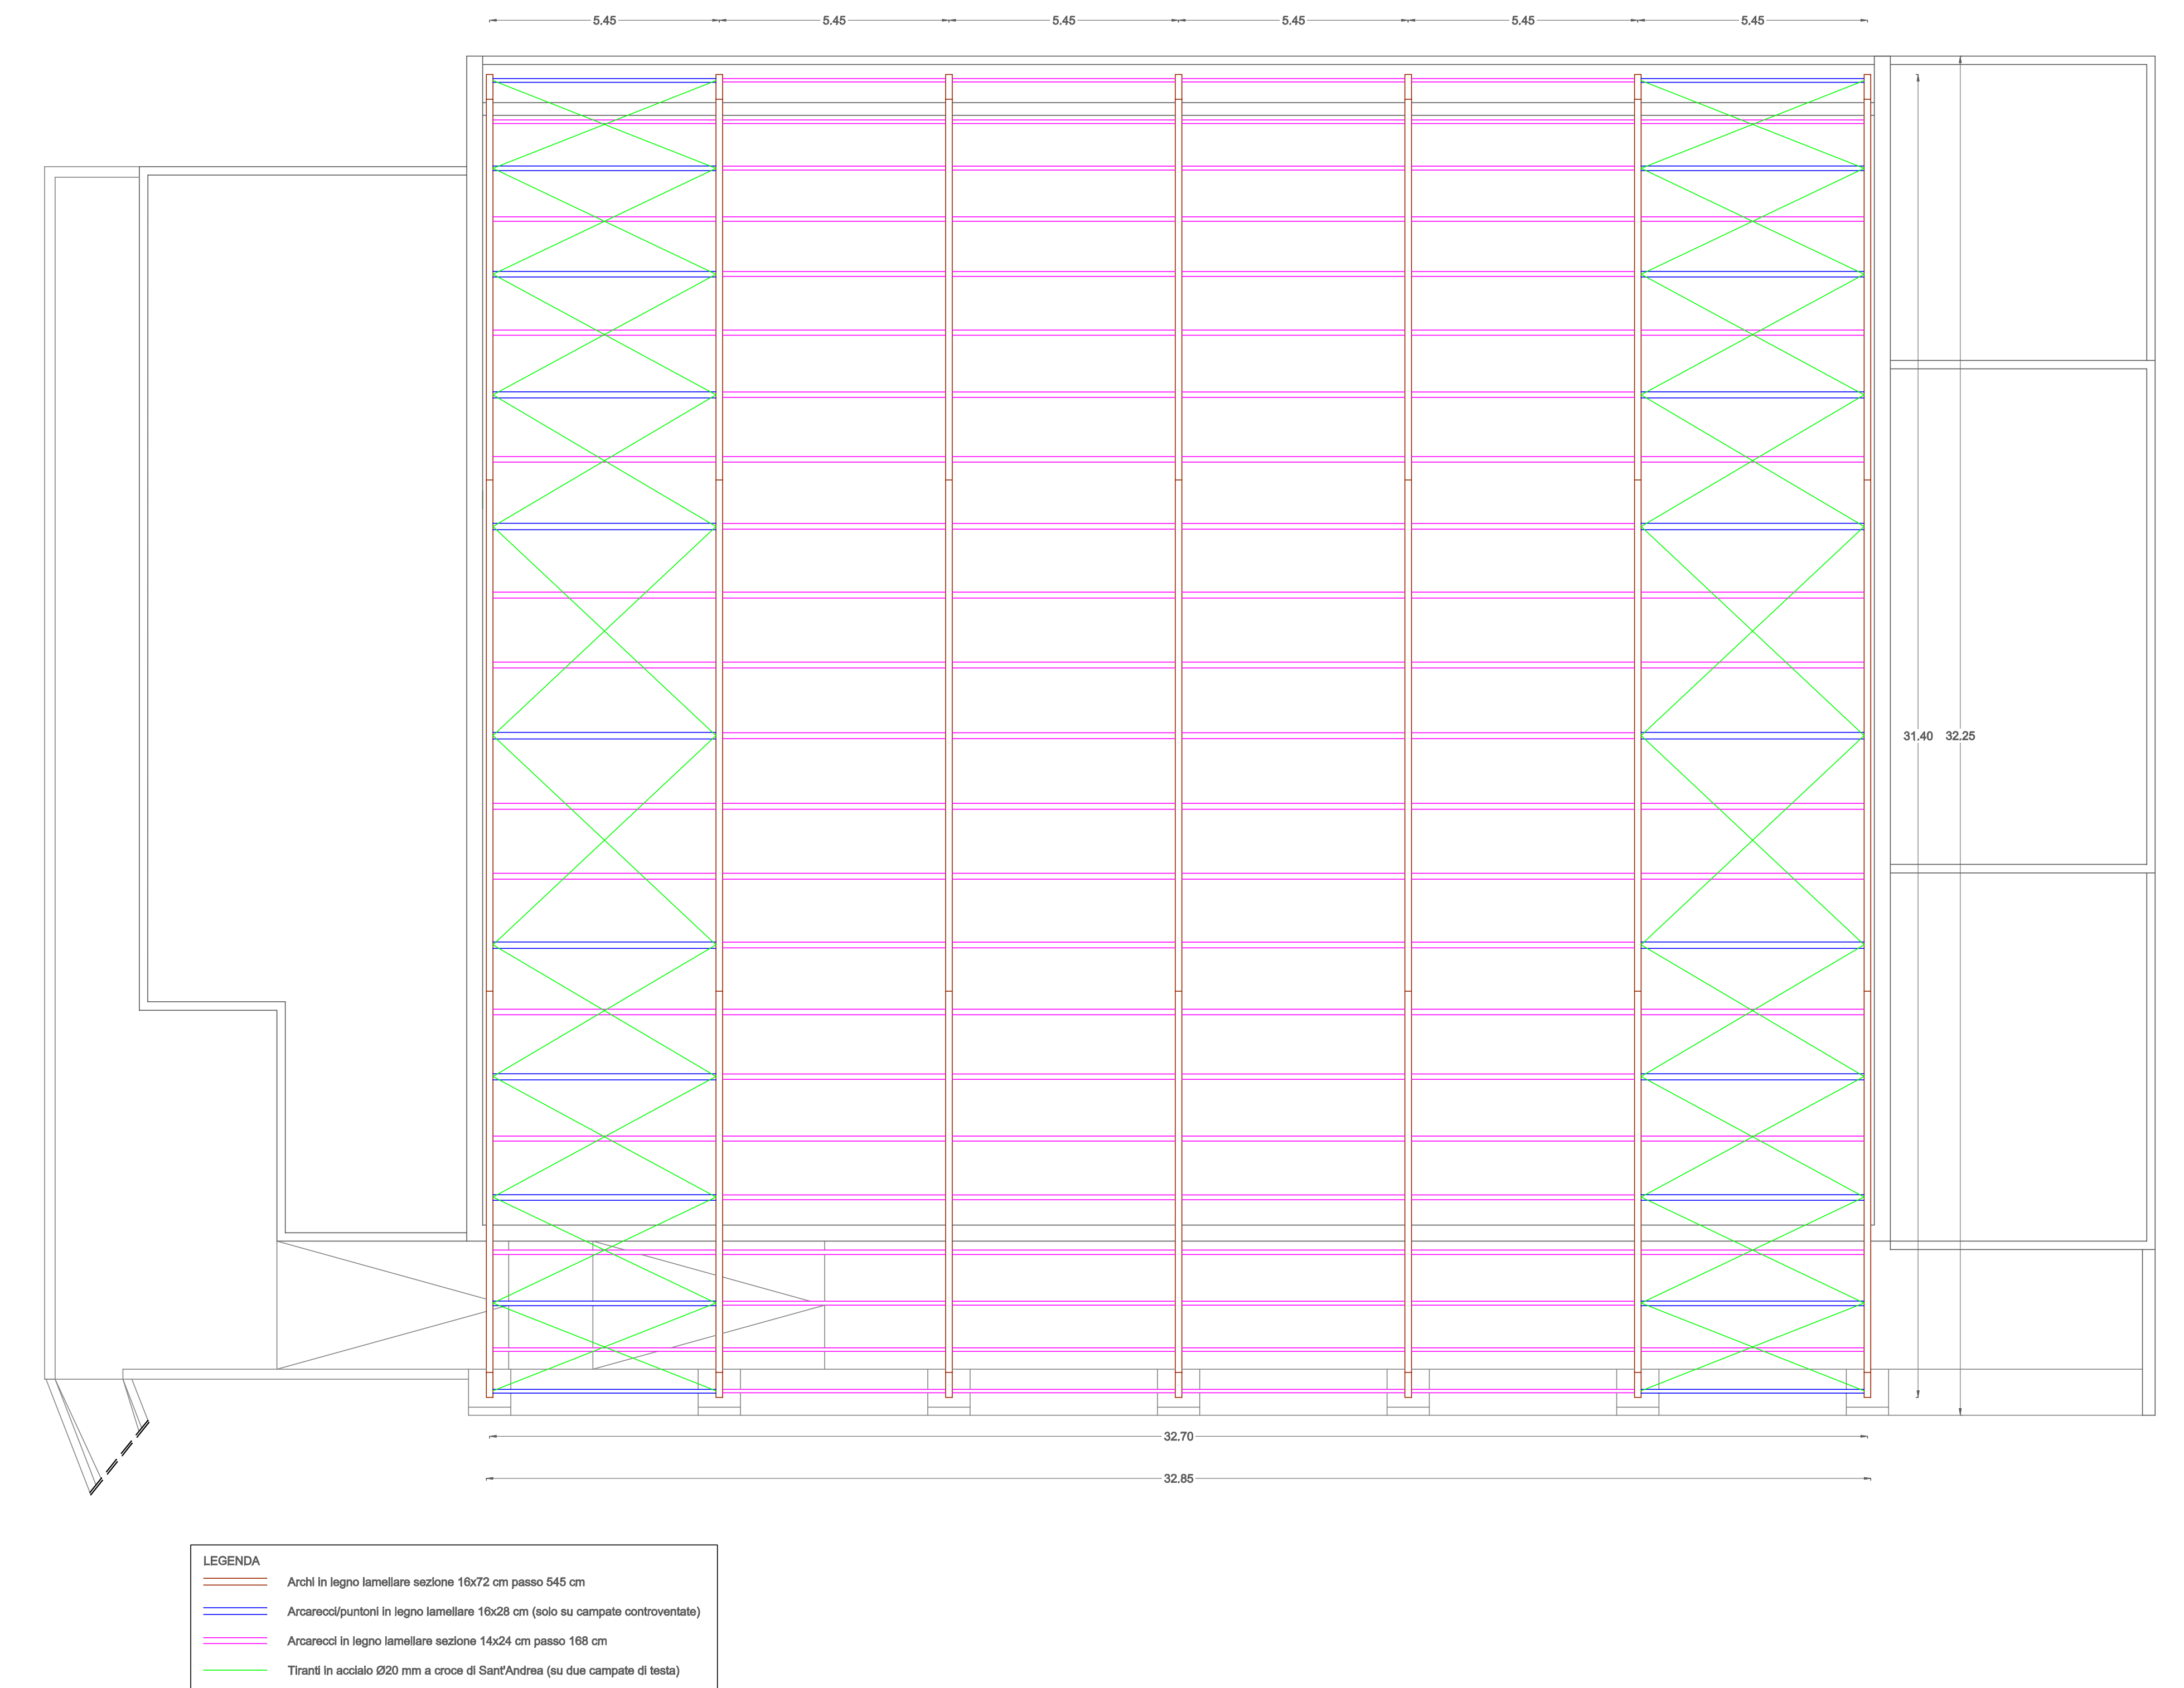 5.45 5.45 5.45 5.45 5.45 5.45
31.40 32.25
32.70
32.85
LEGENDA
Archi in legno lamellare sezione 16x72 cm passo 545 cm
Arcarecci/puntoni in legno lamellare 16x28 cm (solo su campate controventate)
Arcarecci in legno lamellare sezione 14x24 cm passo 168 cm
Tiranti in acciaio Ø20 mm a croce di Sant'Andrea (su due campate di testa)